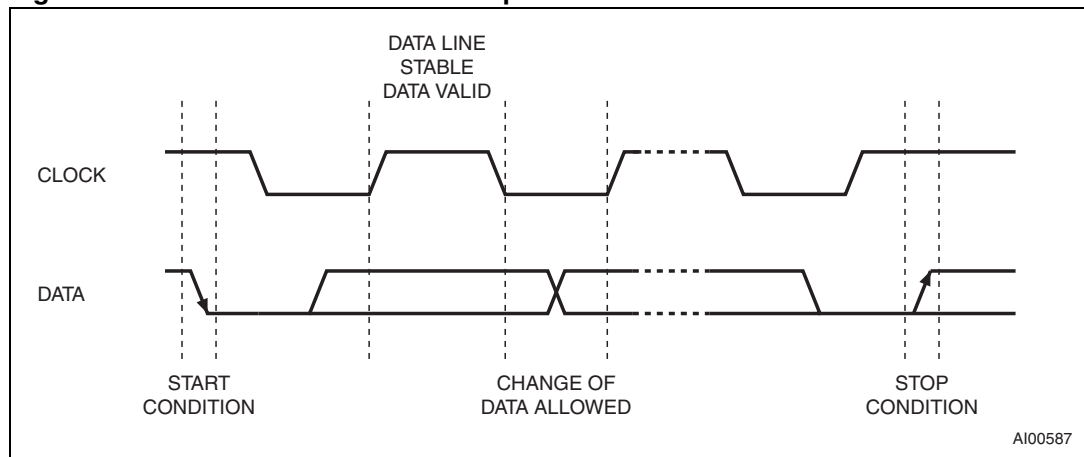 DATA LINE
STABLE
DATA VALID
CLOCK
DATA
START
CONDITION
CHANGE OF
DATA ALLOWED
STOP
CONDITION
AI00587